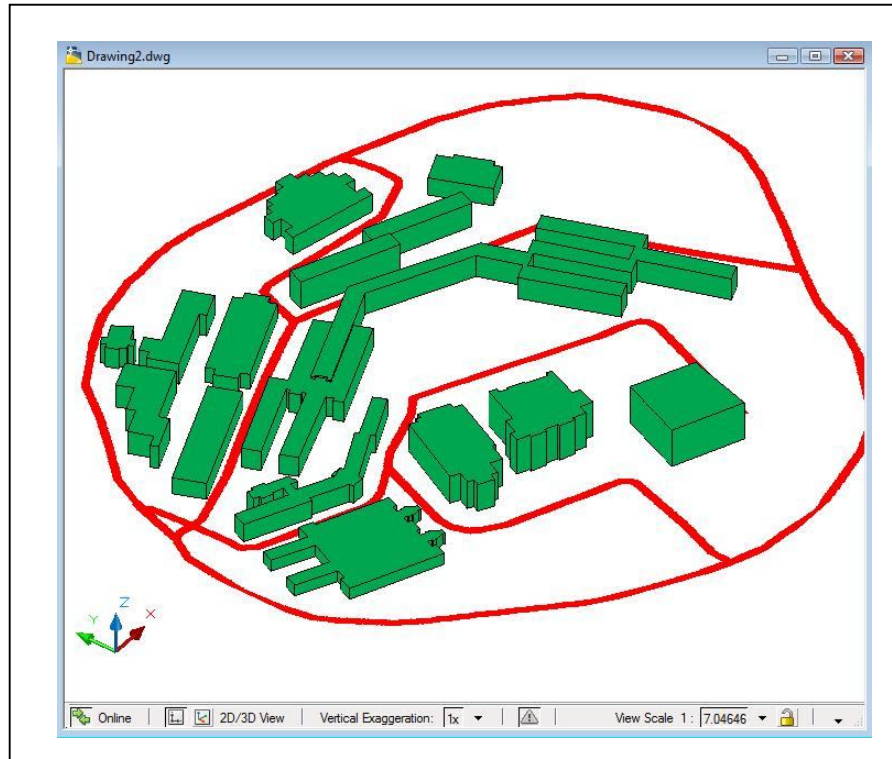 Drawing2.dwg
Z
Y
X
Online 2D/3D View Vertical Exaggeration: 1x View Scale 1: 7.04646